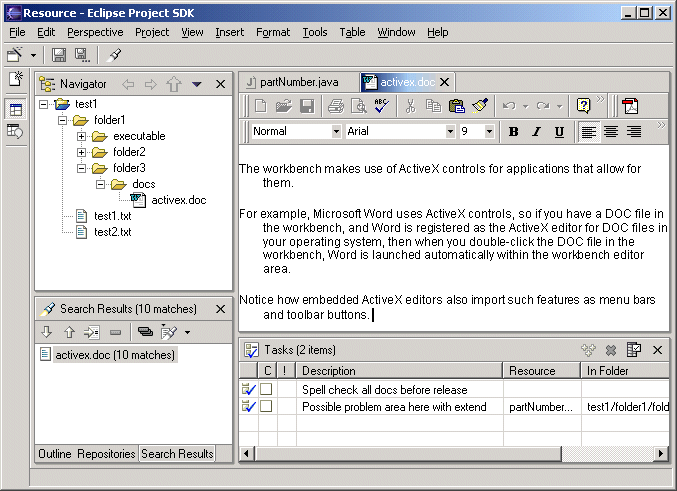 Resource - Eclipse Project SDK
File Edit Perspective Project View Insert Format Tools Table Window Help
Navigator
test1
folder1
executable
folder2
folder3
docs
activex.doc
test1.txt
test2.txt
partNumber.java
activex.doc
ABC
Normal Arial 9 B I U
The workbench makes use of ActiveX controls for applications that allow for
them.
For example, Microsoft Word uses ActiveX controls, so if you have a DOC file in
the workbench, and Word is registered as the ActiveX editor for DOC files in
your operating system, then when you double-click the DOC file in the
workbench, Word is launched automatically within the workbench editor
area.
Notice how embedded ActiveX editors also import such features as menu bars
and toolbar buttons.
Search Results (10 matches)
activex.doc (10 matches)
Outline Repositories Search Results
Tasks (2 items)
C ! Description Resource In Folder
Spell check all docs before release
Possible problem area here with extend partNumber... test1/folder1/fold